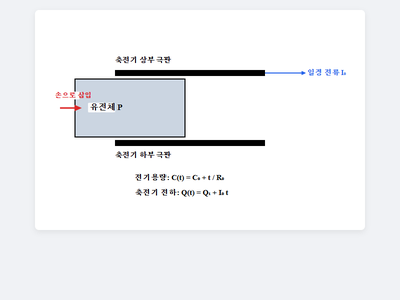 축전기 상부 극판
일정 전류 I₀
손으로 삽입
유전체 P
축전기 하부 극판
전기용량: C(t) = C₀ + t / R₀
축전기 전하: Q(t) = Q₁ + I₀ t